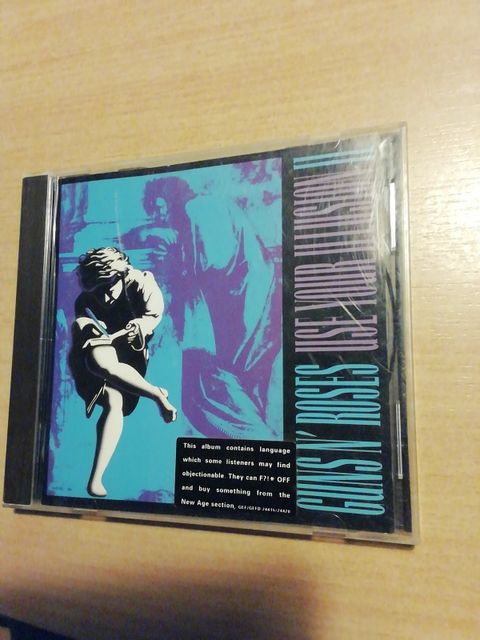 GUNS N' ROSES USE YOUR ILLUSION II
This album contains language
which some listeners may find
objectionable. They can F?!* OFF
and buy something from the
New Age section.